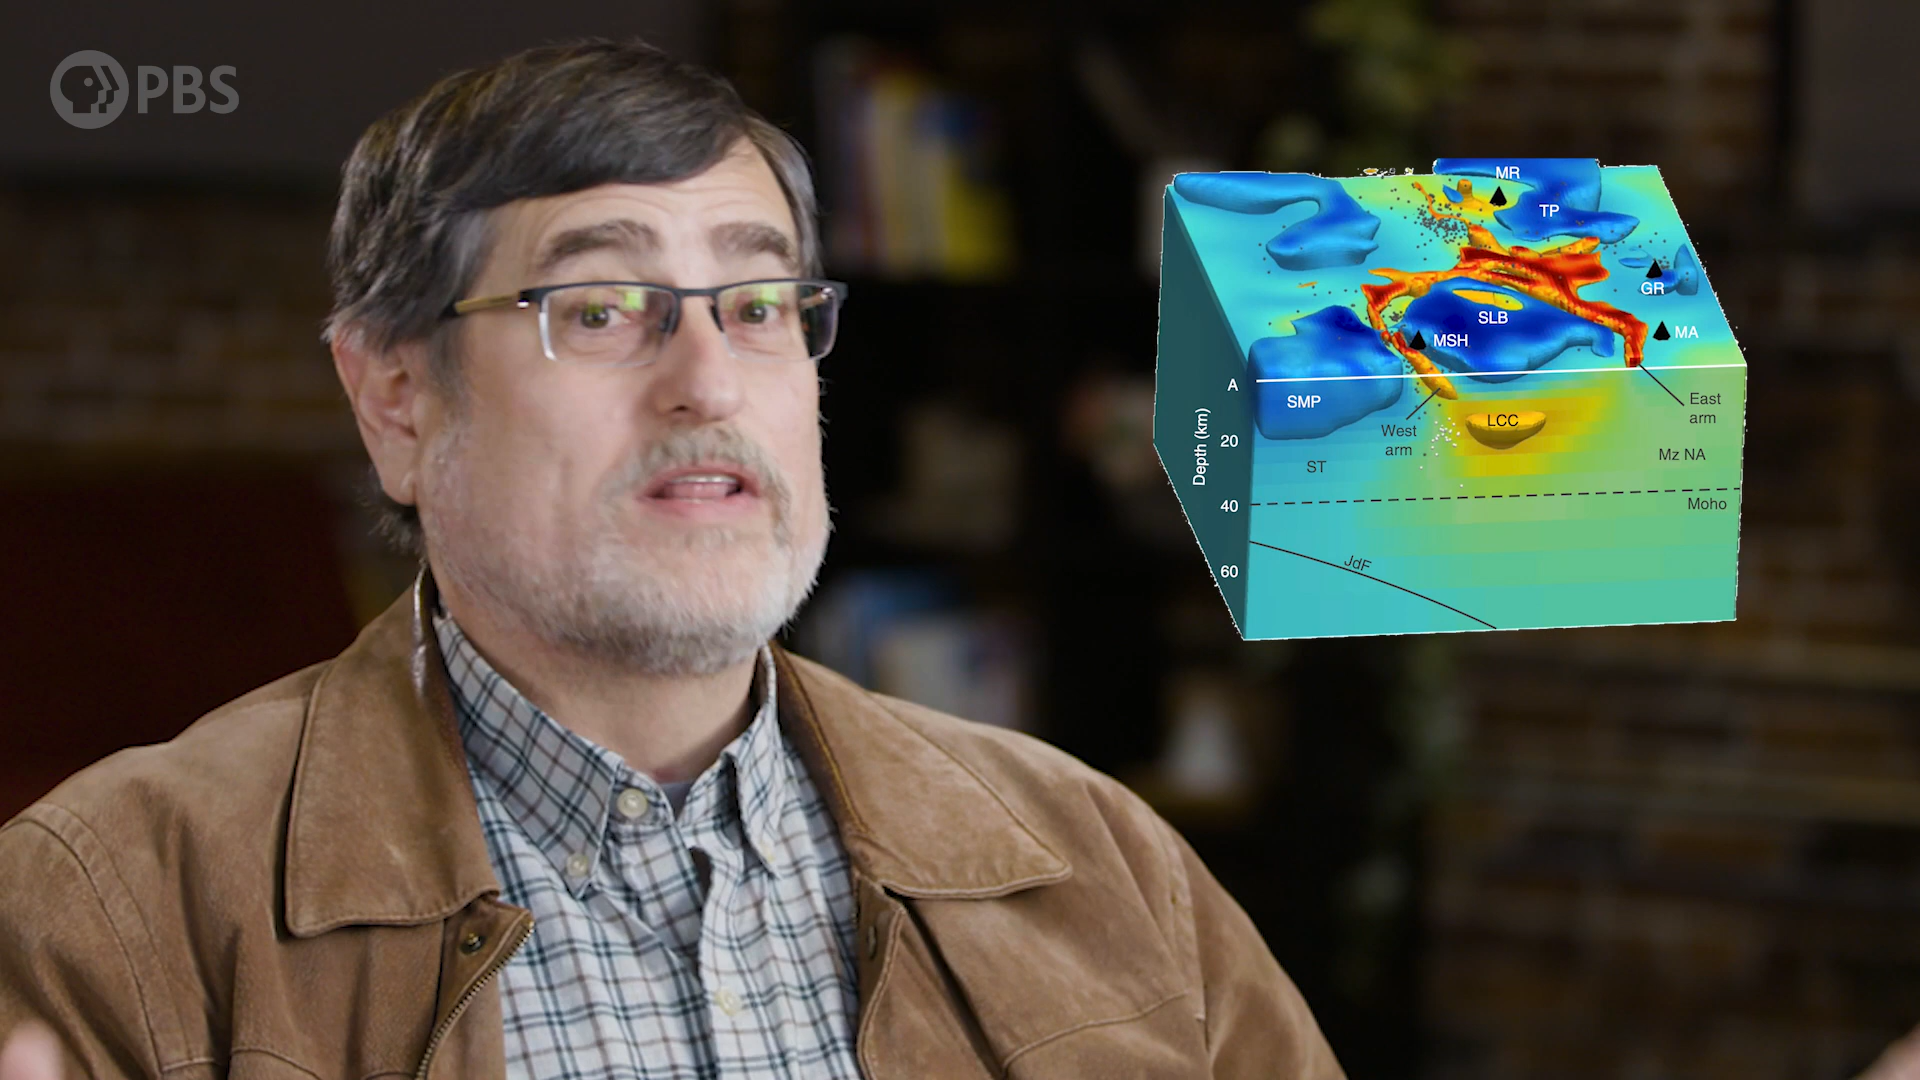 PBS
MR
TP
GR
SLB
MSH
MA
A
SMP
East
arm
LCC
West
arm
Depth (km)
20
ST
Mz NA
40
Moho
JdF
60